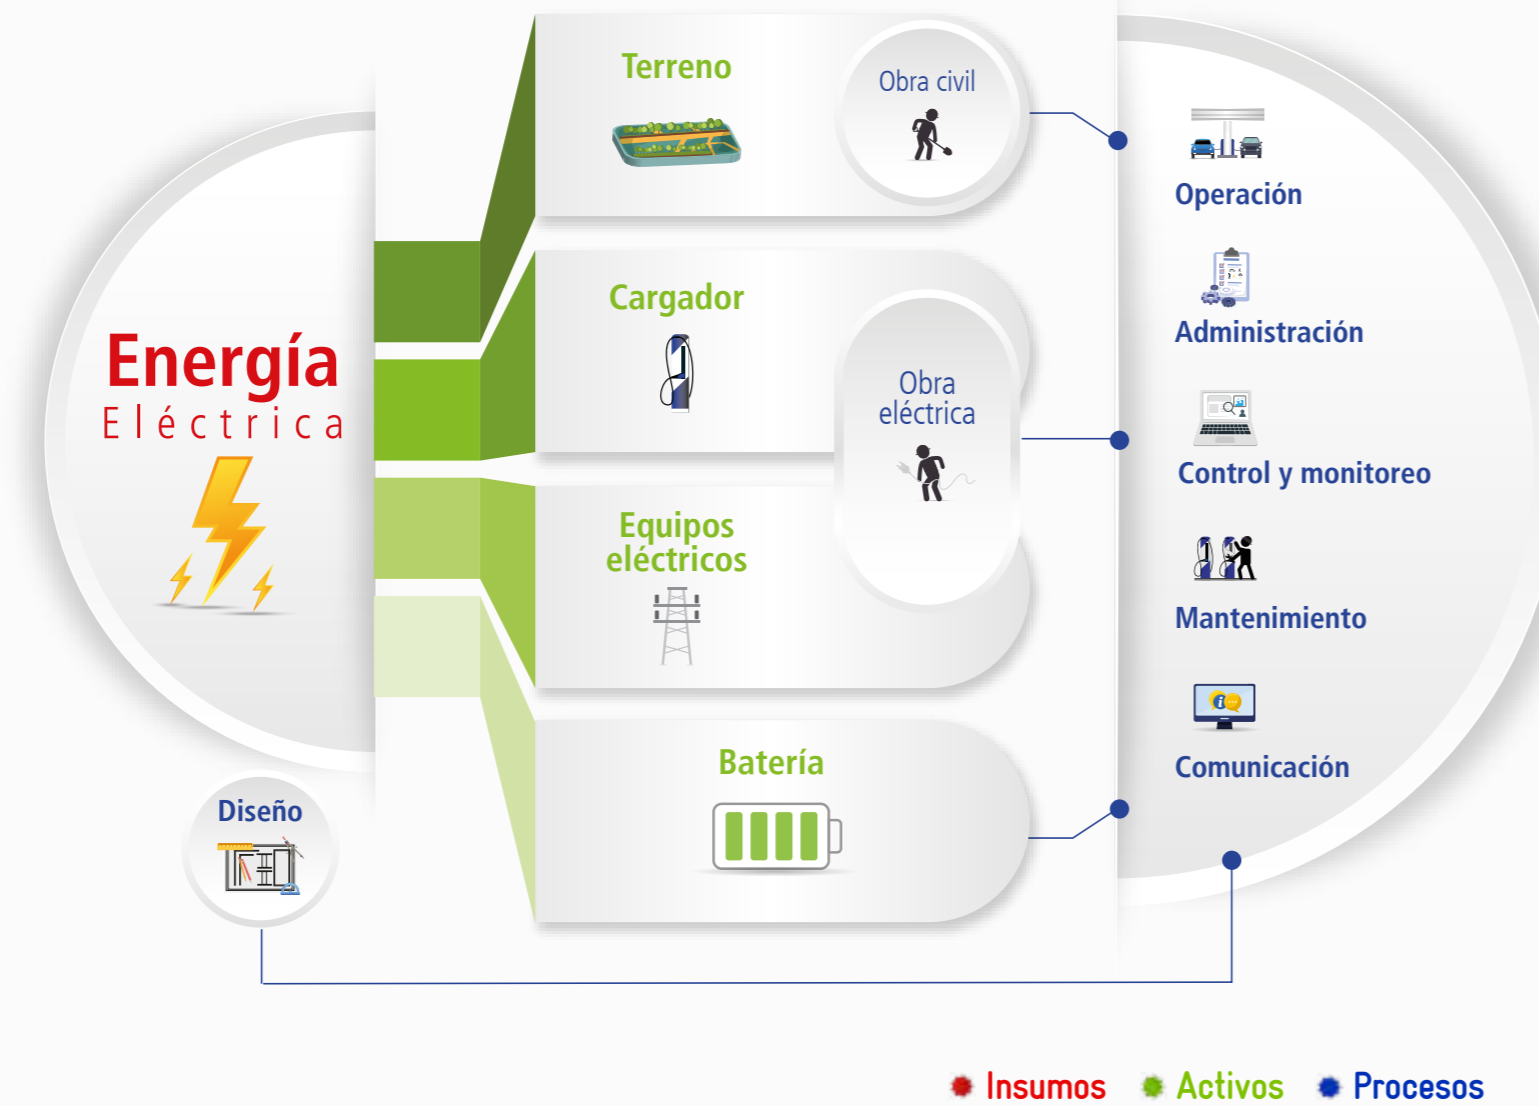 Energía
Eléctrica
Diseño
Terreno
Obra civil
Cargador
Obra
eléctrica
Equipos
eléctricos
Batería
Operación
Administración
Control y monitoreo
Mantenimiento
Comunicación
Insumos
Activos
Procesos